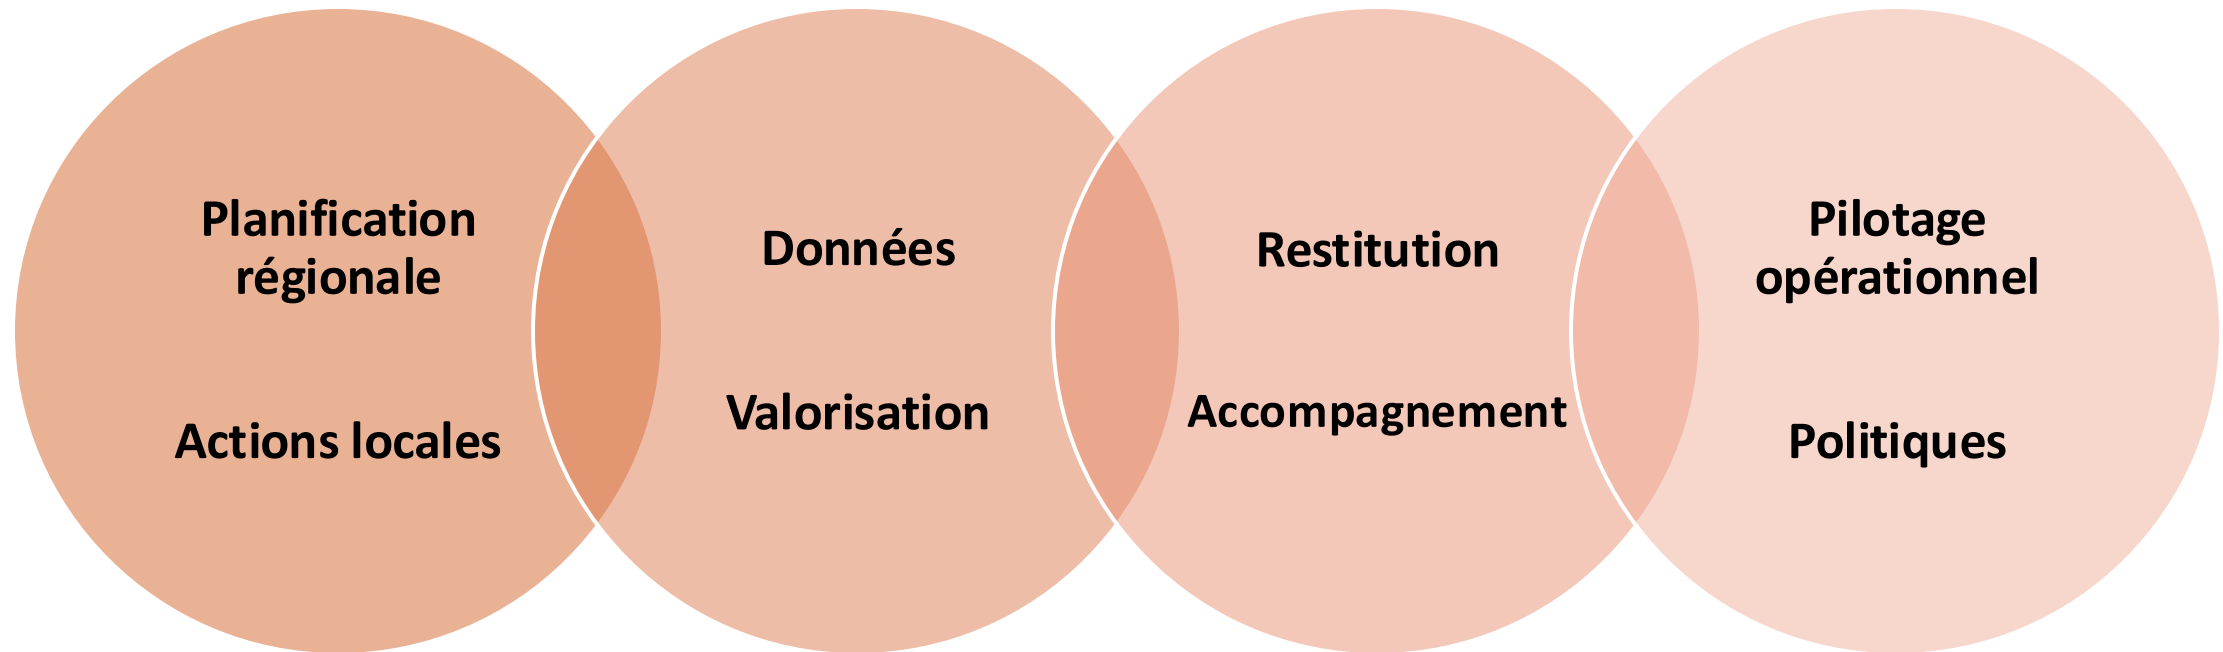 Planification
régionale
Actions locales
Données
Valorisation
Restitution
Accompagnement
Pilotage
opérationnel
Politiques